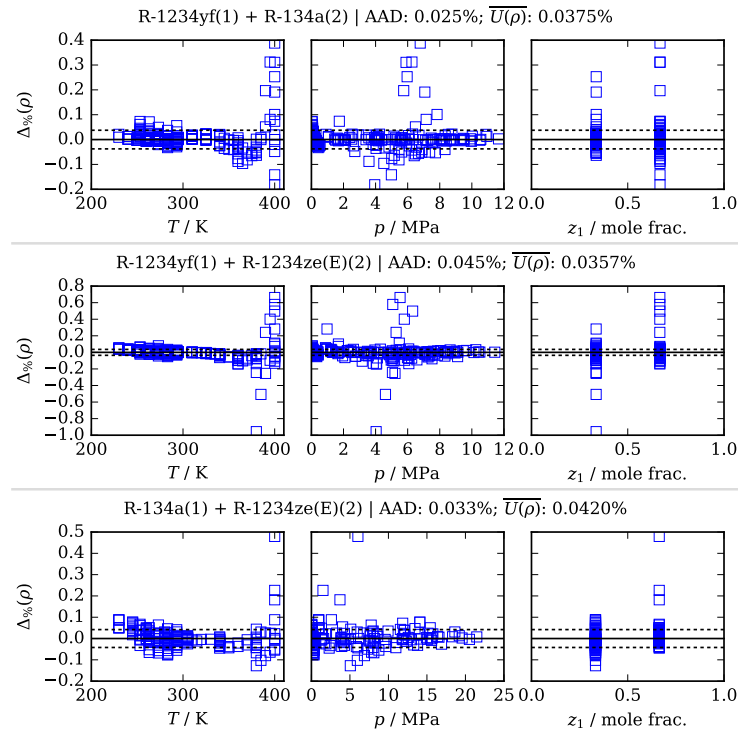 R-1234yf(1) + R-134a(2) | AAD: 0.025%; U(ρ): 0.0375%
0.4
0.3
0.2
0.1
0.0
−0.1
−0.2
Δ%(ρ)
200 300 400
T / K
0 2 4 6 8 10 12
p / MPa
0.0 0.5 1.0
z1 / mole frac.
R-1234yf(1) + R-1234ze(E)(2) | AAD: 0.045%; U(ρ): 0.0357%
0.8
0.6
0.4
0.2
0.0
−0.2
−0.4
−0.6
−0.8
−1.0
Δ%(ρ)
200 300 400
T / K
0 2 4 6 8 10 12
p / MPa
0.0 0.5 1.0
z1 / mole frac.
R-134a(1) + R-1234ze(E)(2) | AAD: 0.033%; U(ρ): 0.0420%
0.5
0.4
0.3
0.2
0.1
0.0
−0.1
−0.2
Δ%(ρ)
200 300 400
T / K
0 5 10 15 20 25
p / MPa
0.0 0.5 1.0
z1 / mole frac.